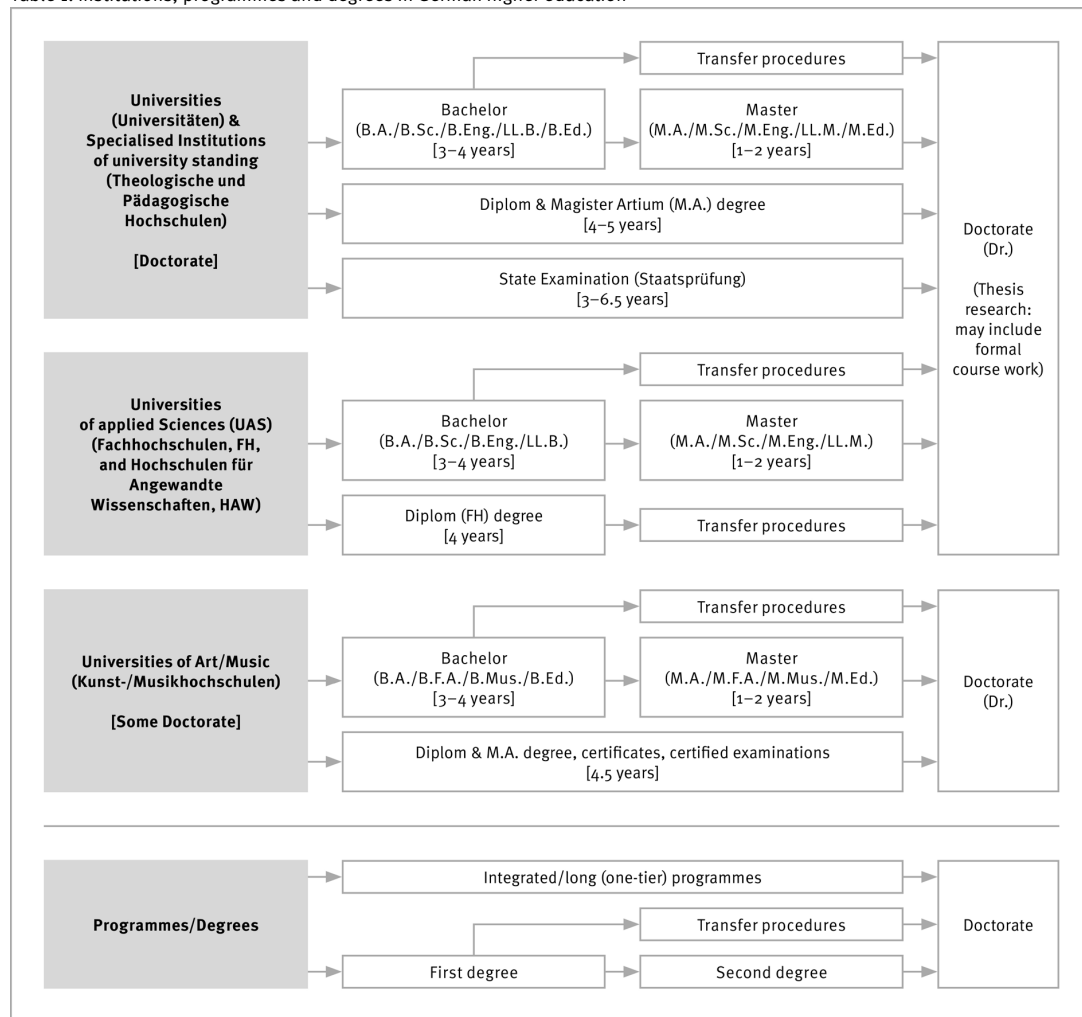 Table 1: Institutions, programmes and degrees in German higher education
Universities
(Universitäten) &
Specialised Institutions
of university standing
(Theologische und
Pädagogische
Hochschulen)
[Doctorate]
Transfer procedures
Bachelor
(B.A./B.Sc./B.Eng./LL.B./B.Ed.)
[3–4 years]
Master
(M.A./M.Sc./M.Eng./LL.M./M.Ed.)
[1–2 years]
Diplom & Magister Artium (M.A.) degree
[4–5 years]
State Examination (Staatsprüfung)
[3–6.5 years]
Doctorate
(Dr.)
(Thesis
research:
may include
formal
course work)
Universities
of applied Sciences (UAS)
(Fachhochschulen, FH,
and Hochschulen für
Angewandte
Wissenschaften, HAW)
Transfer procedures
Bachelor
(B.A./B.Sc./B.Eng./LL.B.)
[3–4 years]
Master
(M.A./M.Sc./M.Eng./LL.M.)
[1–2 years]
Diplom (FH) degree
[4 years]
Transfer procedures
Universities of Art/Music
(Kunst-/Musikhochschulen)
[Some Doctorate]
Transfer procedures
Bachelor
(B.A./B.F.A./B.Mus./B.Ed.)
[3–4 years]
Master
(M.A./M.F.A./M.Mus./M.Ed.)
[1–2 years]
Diplom & M.A. degree, certificates, certified examinations
[4.5 years]
Doctorate
(Dr.)
Programmes/Degrees
Integrated/long (one-tier) programmes
Transfer procedures
First degree
Second degree
Doctorate